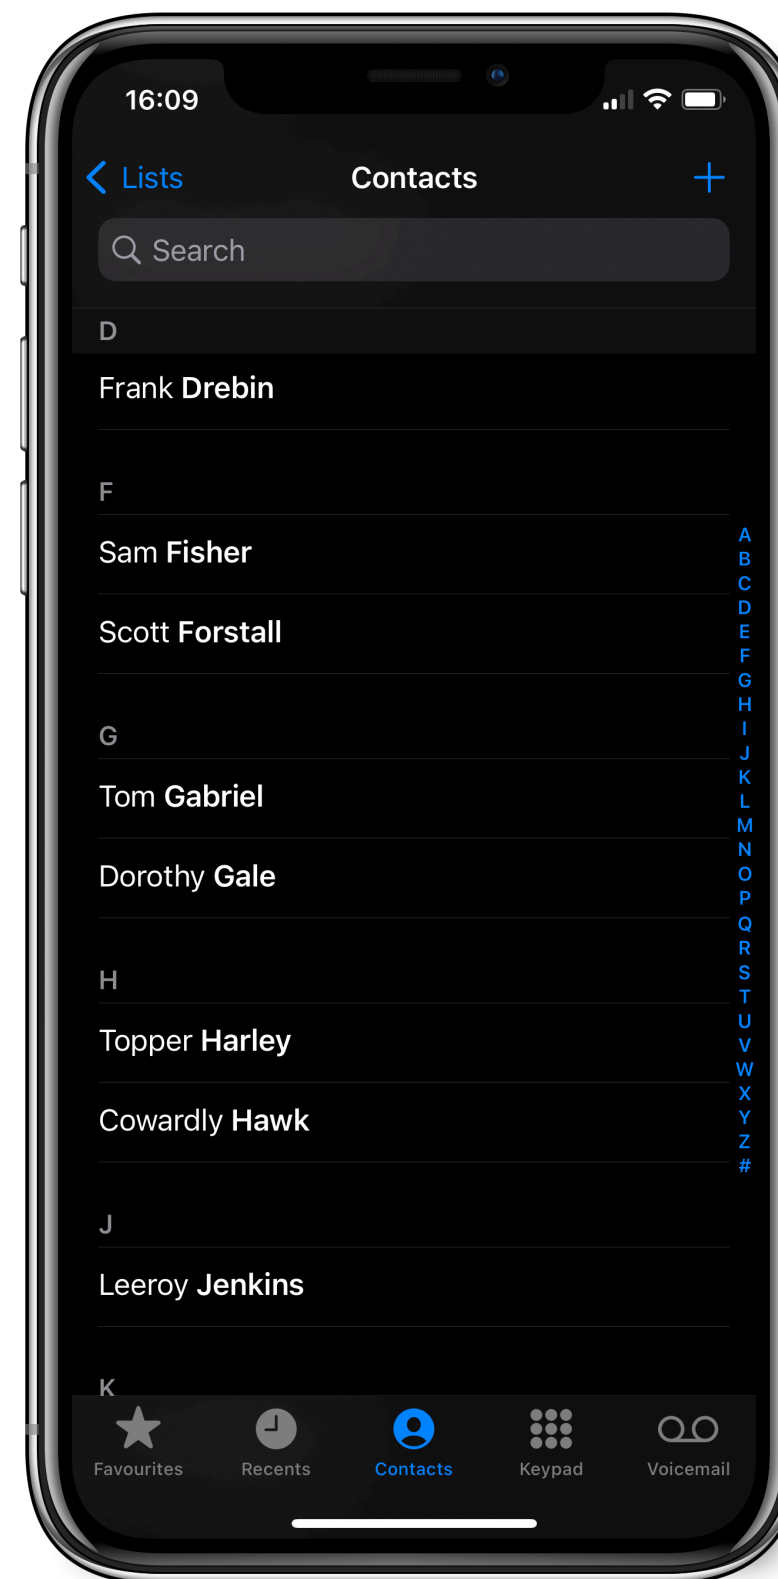 16:09
Lists Contacts +
Search
D
Frank Drebin
F
Sam Fisher
Scott Forstall
G
Tom Gabriel
Dorothy Gale
H
Topper Harley
Cowardly Hawk
J
Leeroy Jenkins
K
A
B
C
D
E
F
G
H
I
J
K
L
M
N
O
P
Q
R
S
T
U
V
W
X
Y
Z
#
Favourites Recents Contacts Keypad Voicemail